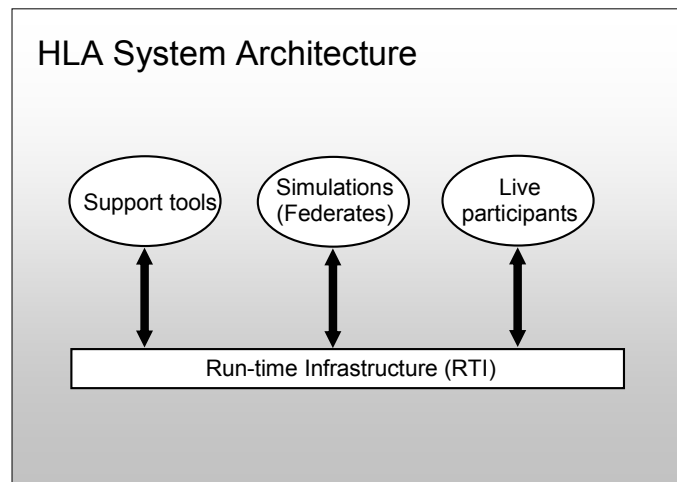 HLA System Architecture
Support tools
Simulations
(Federates)
Live
participants
Run-time Infrastructure (RTI)